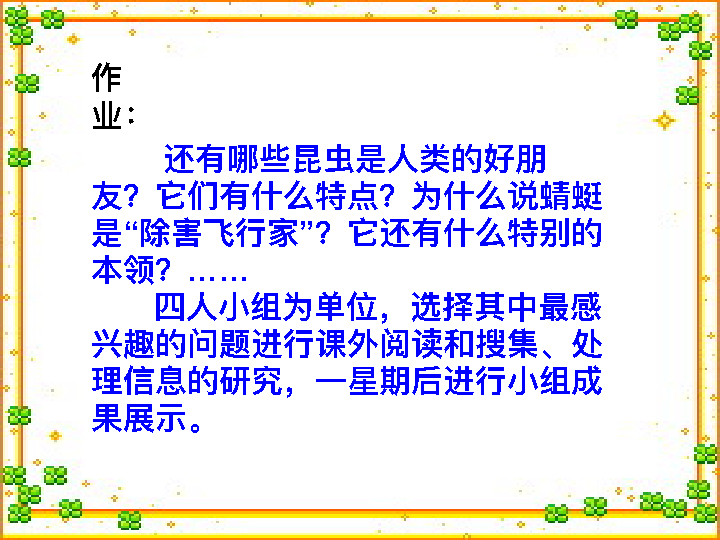 作
业：
还有哪些昆虫是人类的好朋
友？它们有什么特点？为什么说蜻蜓
是“除害飞行家”？它还有什么特别的
本领？……
四人小组为单位，选择其中最感
兴趣的问题进行课外阅读和搜集、处
理信息的研究，一星期后进行小组成
果展示。